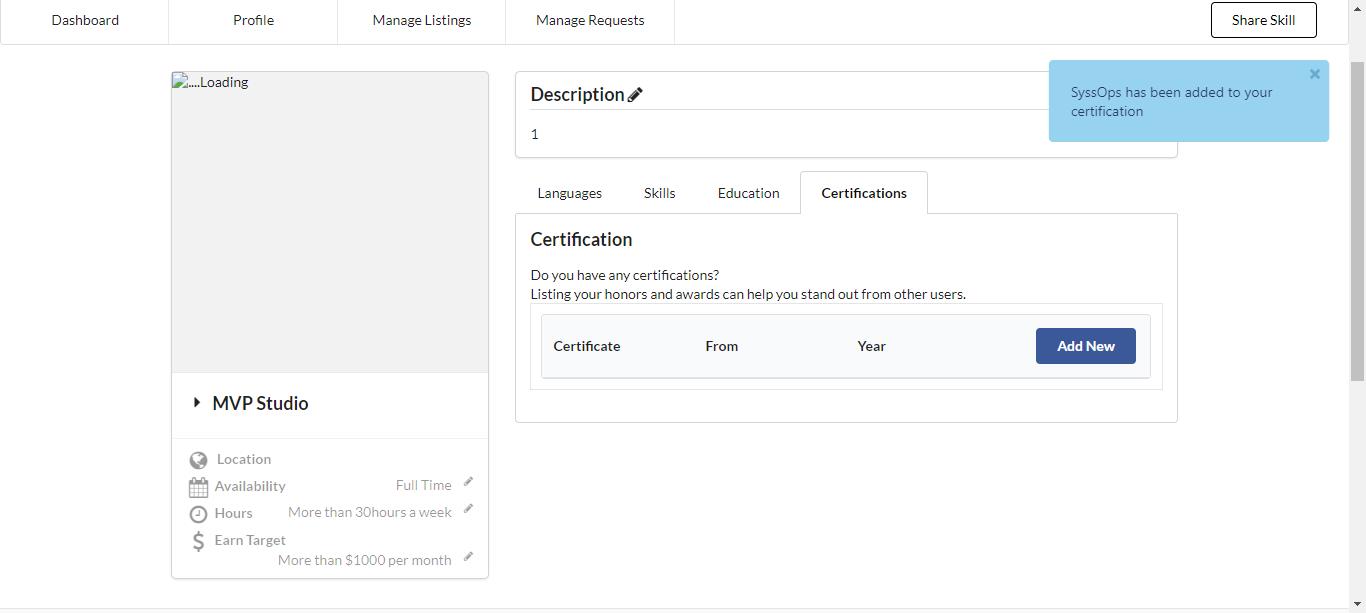 Dashboard Profile Manage Listings Manage Requests Share Skill
....Loading
Description
SyssOps has been added to your
certification
1
Languages Skills Education Certifications
Certification
Do you have any certifications?
Listing your honors and awards can help you stand out from other users.
Certificate From Year Add New
MVP Studio
Location
Availability Full Time
Hours More than 30hours a week
Earn Target
More than $1000 per month